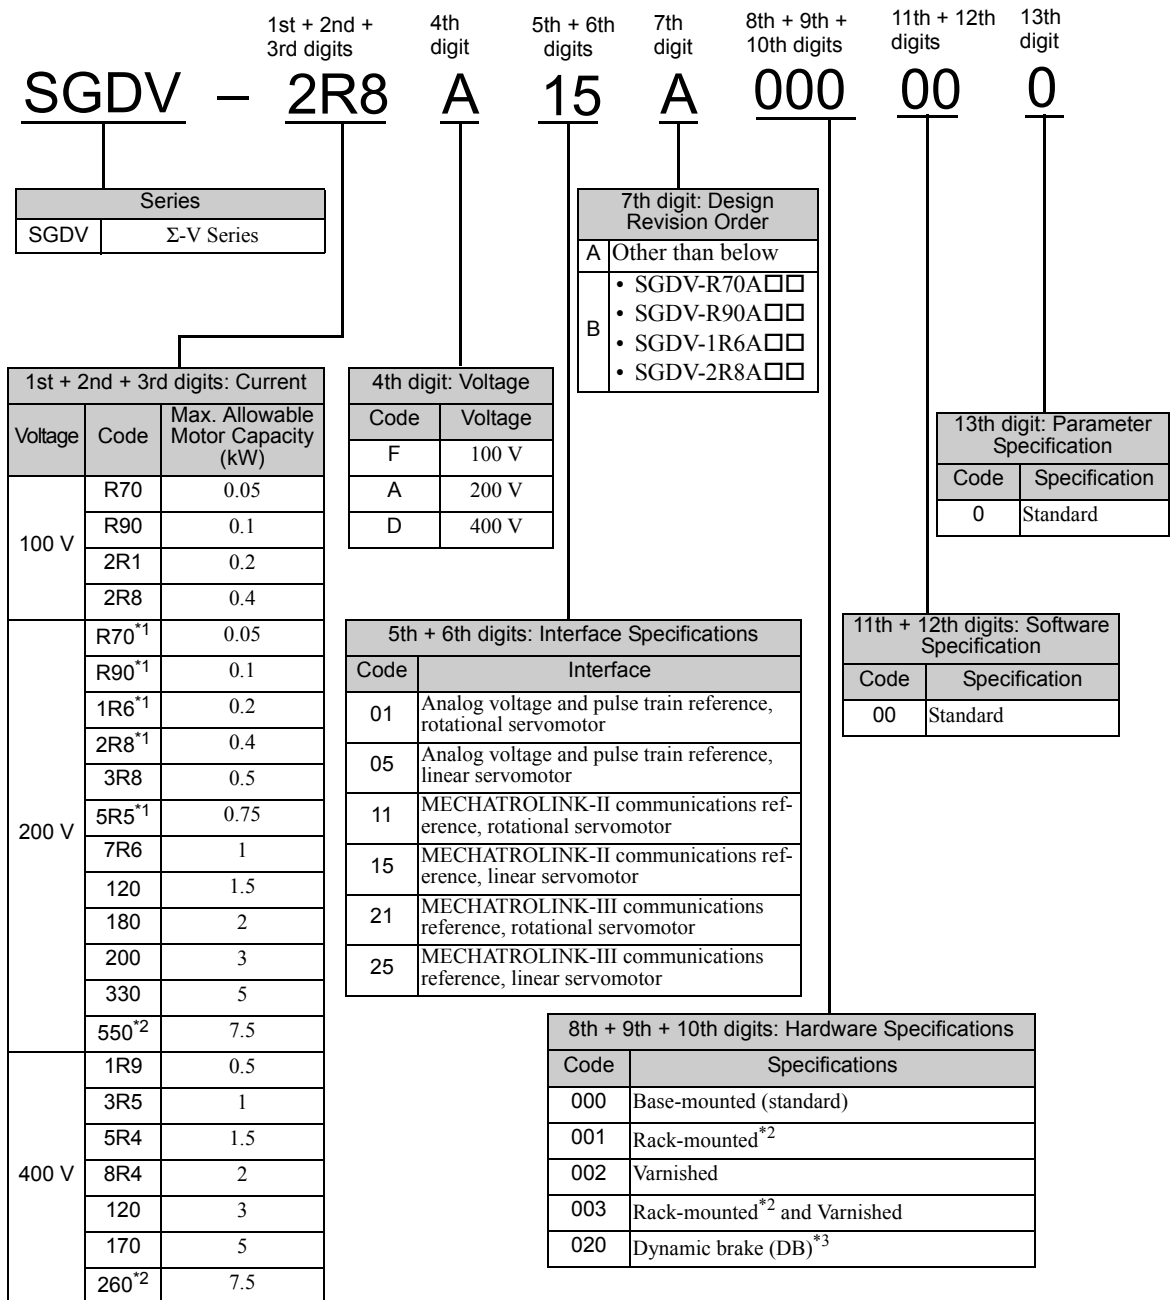 1st + 2nd +
3rd digits
4th
digit
5th + 6th
digits
7th
digit
8th + 9th +
10th digits
11th + 12th
digits
13th
digit
SGDV – 2R8 A 15 A 000 00 0
Series
SGDV Σ-V Series
7th digit: Design
Revision Order
A Other than below
B
• SGDV-R70A□□
• SGDV-R90A□□
• SGDV-1R6A□□
• SGDV-2R8A□□
1st + 2nd + 3rd digits: Current
Voltage Code Max. Allowable
Motor Capacity
(kW)
100 V
R70 0.05
R90 0.1
2R1 0.2
2R8 0.4
200 V
R70*1 0.05
R90*1 0.1
1R6*1 0.2
2R8*1 0.4
3R8 0.5
5R5*1 0.75
7R6 1
120 1.5
180 2
200 3
330 5
550*2 7.5
400 V
1R9 0.5
3R5 1
5R4 1.5
8R4 2
120 3
170 5
260*2 7.5
4th digit: Voltage
Code Voltage
F 100 V
A 200 V
D 400 V
13th digit: Parameter
Specification
Code Specification
0 Standard
5th + 6th digits: Interface Specifications
Code Interface
01 Analog voltage and pulse train reference,
rotational servomotor
05 Analog voltage and pulse train reference,
linear servomotor
11 MECHATROLINK-II communications ref-
erence, rotational servomotor
15 MECHATROLINK-II communications ref-
erence, linear servomotor
21 MECHATROLINK-III communications
reference, rotational servomotor
25 MECHATROLINK-III communications
reference, linear servomotor
11th + 12th digits: Software
Specification
Code Specification
00 Standard
8th + 9th + 10th digits: Hardware Specifications
Code Specifications
000 Base-mounted (standard)
001 Rack-mounted*2
002 Varnished
003 Rack-mounted*2 and Varnished
020 Dynamic brake (DB)*3